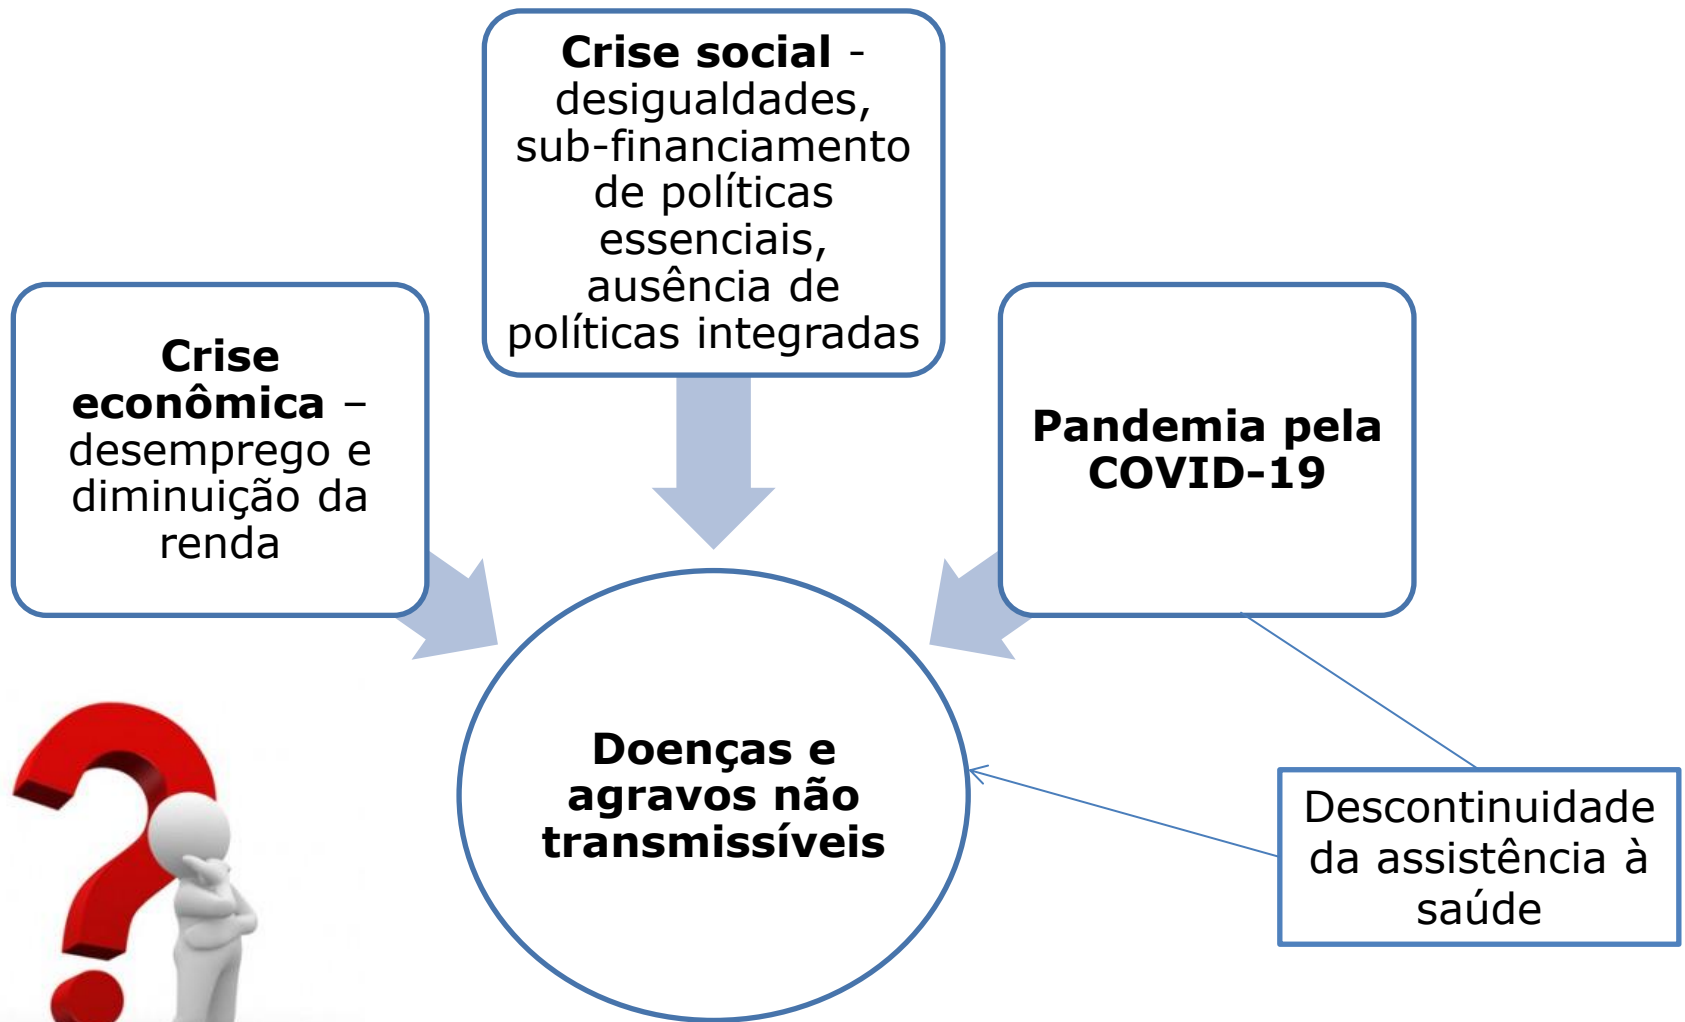 Crise social -
desigualdades,
sub-financiamento
de políticas
essenciais,
ausência de
políticas integradas
Crise
econômica –
desemprego e
diminuição da
renda
Pandemia pela
COVID-19
Doenças e
agravos não
transmissíveis
Descontinuidade
da assistência à
saúde